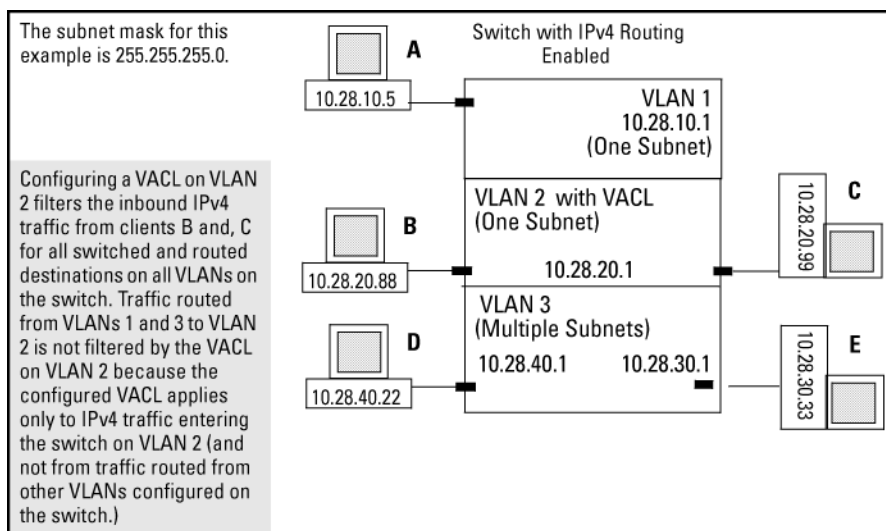 The subnet mask for this
example is 255.255.255.0.
Configuring a VACL on VLAN
2 filters the inbound IPv4
traffic from clients B and, C
for all switched and routed
destinations on all VLANs on
the switch. Traffic routed
from VLANs 1 and 3 to VLAN
2 is not filtered by the VACL
on VLAN 2 because the
configured VACL applies
only to IPv4 traffic entering
the switch on VLAN 2 (and
not from traffic routed from
other VLANs configured on
the switch.)
Switch with IPv4 Routing
Enabled
A
10.28.10.5
VLAN 1
10.28.10.1
(One Subnet)
B
10.28.20.88
VLAN 2 with VACL
(One Subnet)
10.28.20.1
C
10.28.20.99
D
10.28.40.22
VLAN 3
(Multiple Subnets)
10.28.40.1 10.28.30.1
E
10.28.30.33